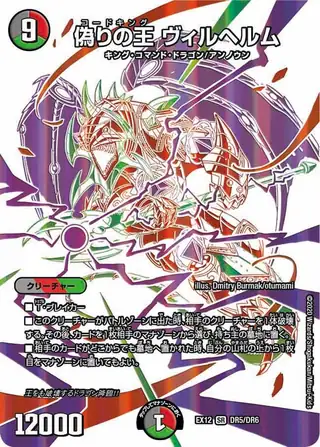 コードキング
9
偽りの王 ヴィルヘルム
キング・コマンド・ドラゴン/アンノウン
illus. Dmitry Burmak/otumami
クリーチャー
■T・ブレイカー
■このクリーチャーがバトルゾーンに出た時、相手のクリーチャーを1体破壊
する。その後、カードを1枚相手のマナゾーンから選び、持ち主の墓地に置く。
■相手のカードがどこからでも墓地へ置かれた時、自分の山札の上から1枚
目をマナゾーンに置いてもよい。
王をも破壊するドラゴン降臨!!
12000
1
EX12 SR DR5/DR6